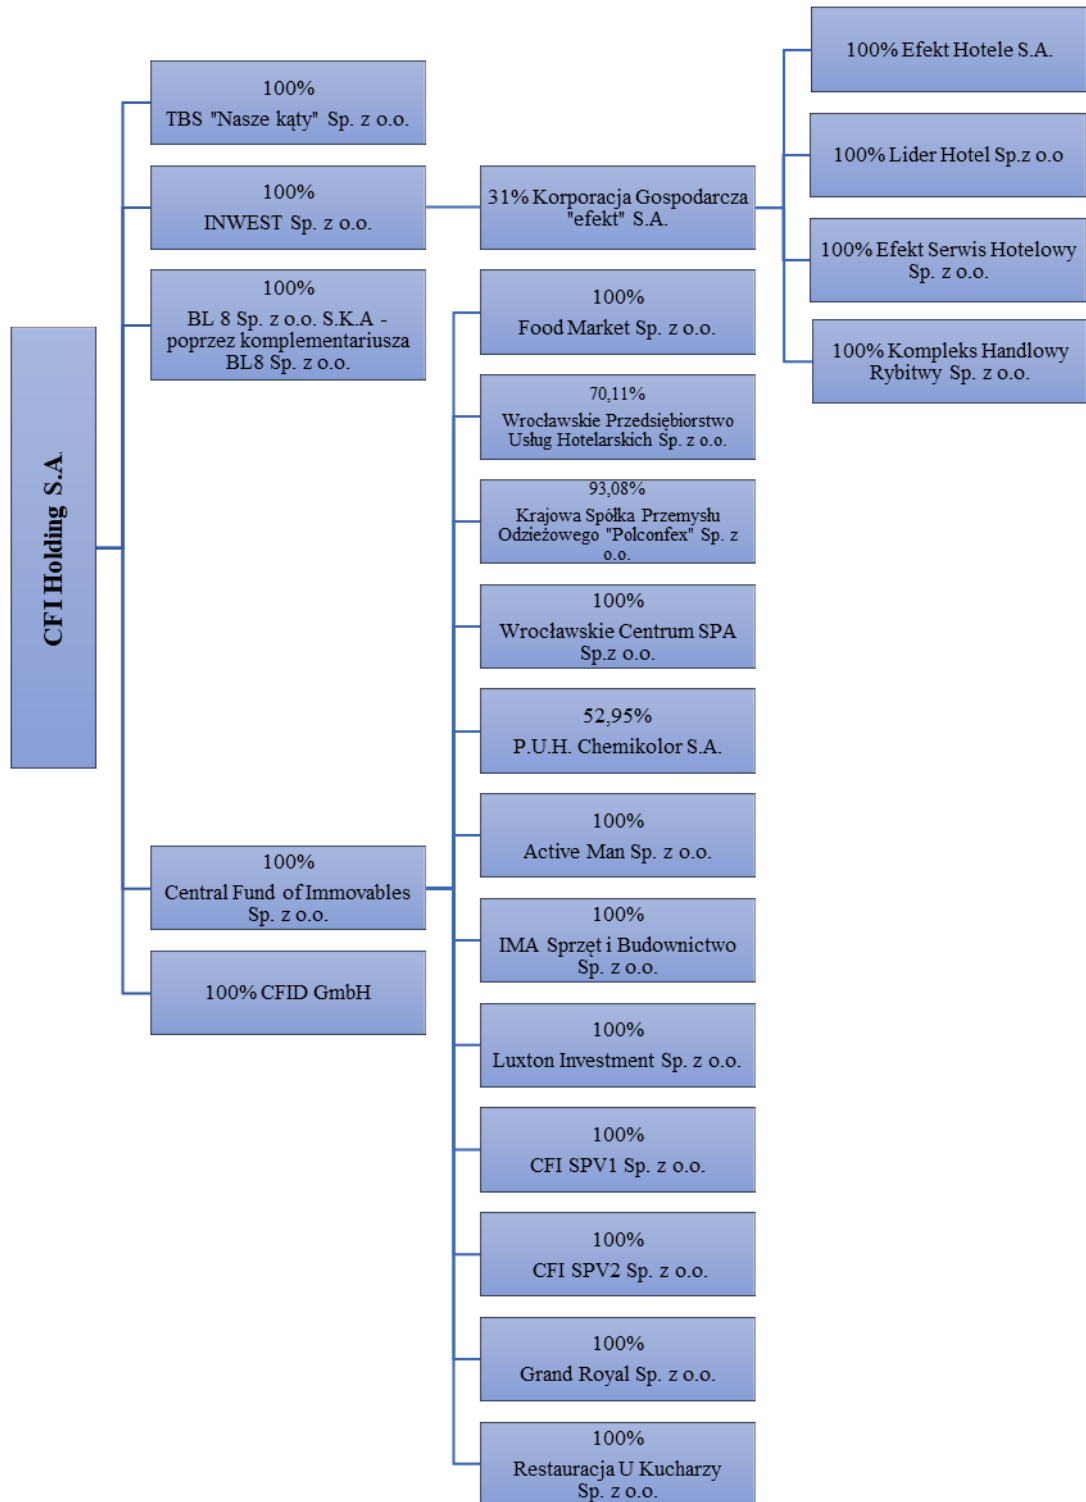 CFI Holding S.A.
100%
TBS "Nasze kąty" Sp. z o.o.
100%
INWEST Sp. z o.o.
100%
BL 8 Sp. z o.o. S.K.A -
poprzez komplementariusza
BL8 Sp. z o.o.
100%
Central Fund of Immovables
Sp. z o.o.
100% CFID GmbH
31% Korporacja Gospodarcza
"efekt" S.A.
100%
Food Market Sp. z o.o.
70,11%
Wrocławskie Przedsiębiorstwo
Usług Hotelarskich Sp. z o.o.
93,08%
Krajowa Spółka Przemysłu
Odzieżowego "Polconfex" Sp. z
o.o.
100%
Wrocławskie Centrum SPA
Sp.z o.o.
52,95%
P.U.H. Chemikolor S.A.
100%
Active Man Sp. z o.o.
100%
IMA Sprzęt i Budownictwo
Sp. z o.o.
100%
Luxton Investment Sp. z o.o.
100%
CFI SPV1 Sp. z o.o.
100%
CFI SPV2 Sp. z o.o.
100%
Grand Royal Sp. z o.o.
100%
Restauracja U Kucharzy
Sp. z o.o.
100% Efekt Hotele S.A.
100% Lider Hotel Sp.z o.o
100% Efekt Serwis Hotelowy
Sp. z o.o.
100% Kompleks Handlowy
Rybitwy Sp. z o.o.